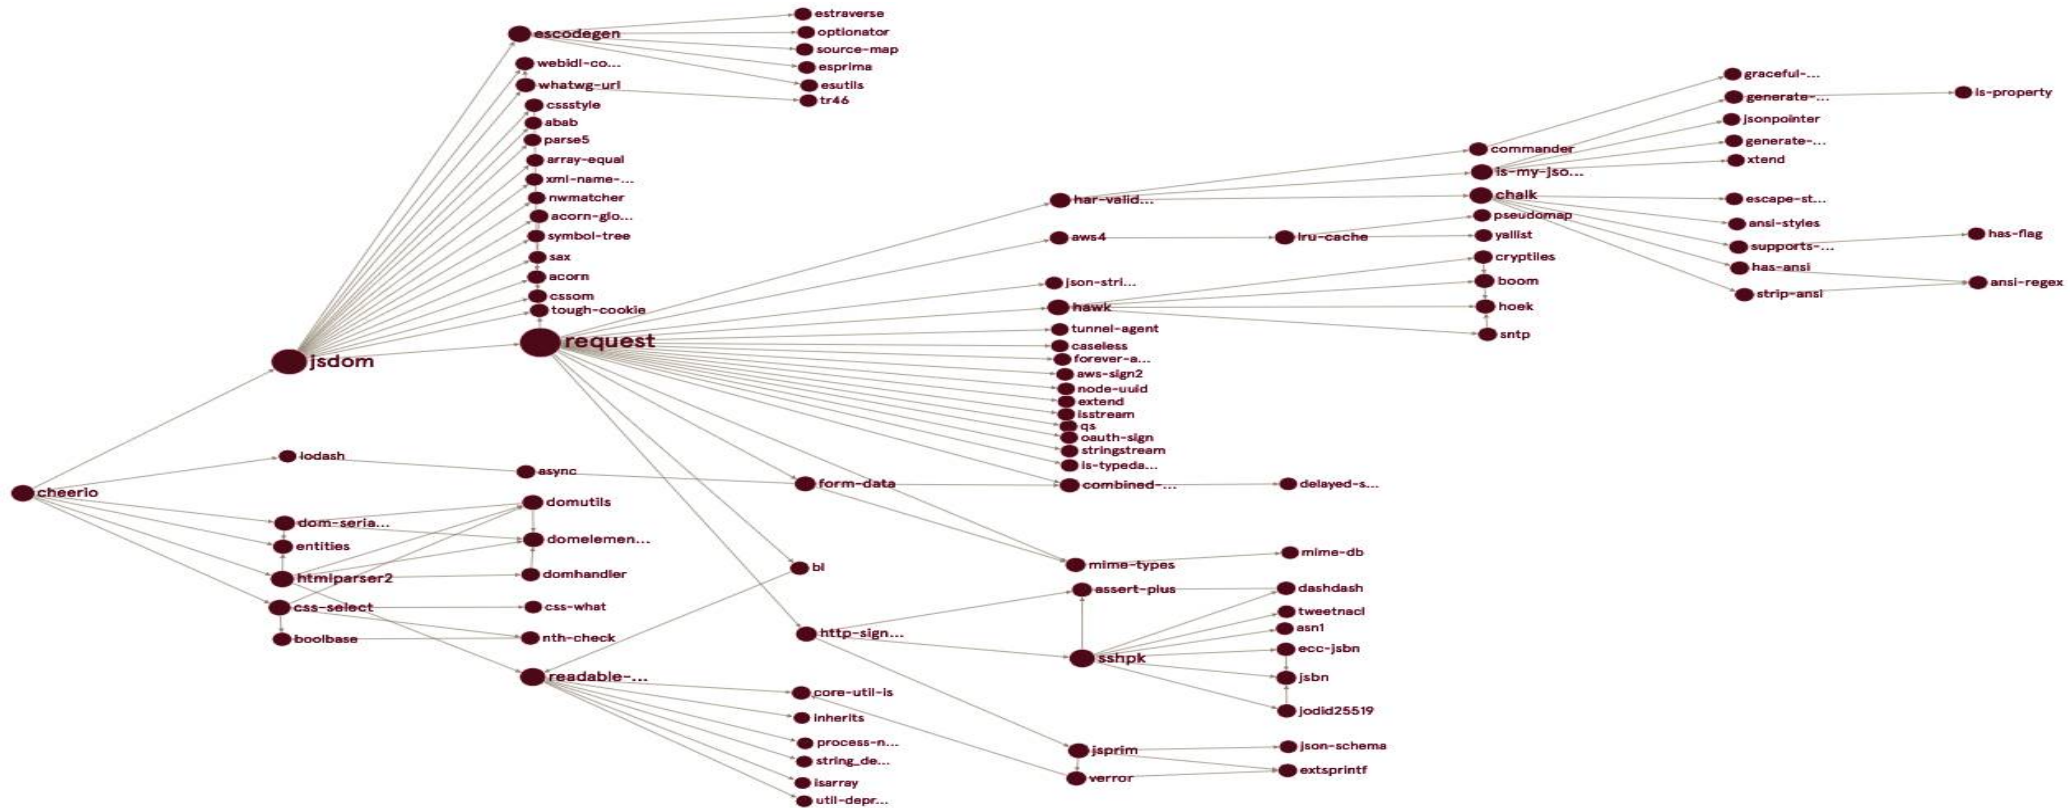 cheerio
jsdom
lodash
dom-seria...
entities
htmlparser2
css-select
boolbase
escodegen
webidl-co...
whatwg-url
cssstyle
abab
parse5
array-equal
xml-name-...
nwmatcher
acorn-glo...
symbol-tree
sax
acorn
cssom
tough-cookie
request
async
domutils
domelemen...
domhandler
css-what
nth-check
readable-...
estraverse
optionator
source-map
esprima
esutils
tr46
form-data
bl
http-sign...
core-util-is
inherits
process-n...
string_de...
isarray
util-depr...
har-valid...
aws4
json-stri...
hawk
tunnel-agent
caseless
forever-a...
aws-sign2
node-uuid
extend
isstream
qs
oauth-sign
stringstream
is-typeda...
combined-...
mime-types
assert-plus
sshpk
jsprim
verror
lru-cache
delayed-s...
mime-db
dashdash
tweetnacl
asn1
ecc-jsbn
jsbn
jodid25519
json-schema
extsprintf
commander
is-my-jso...
chalk
pseudomap
yallist
cryptiles
boom
hoek
sntp
graceful-...
generate-...
jsonpointer
generate-...
xtend
escape-st...
ansi-styles
supports-...
has-ansi
strip-ansi
is-property
has-flag
ansi-regex